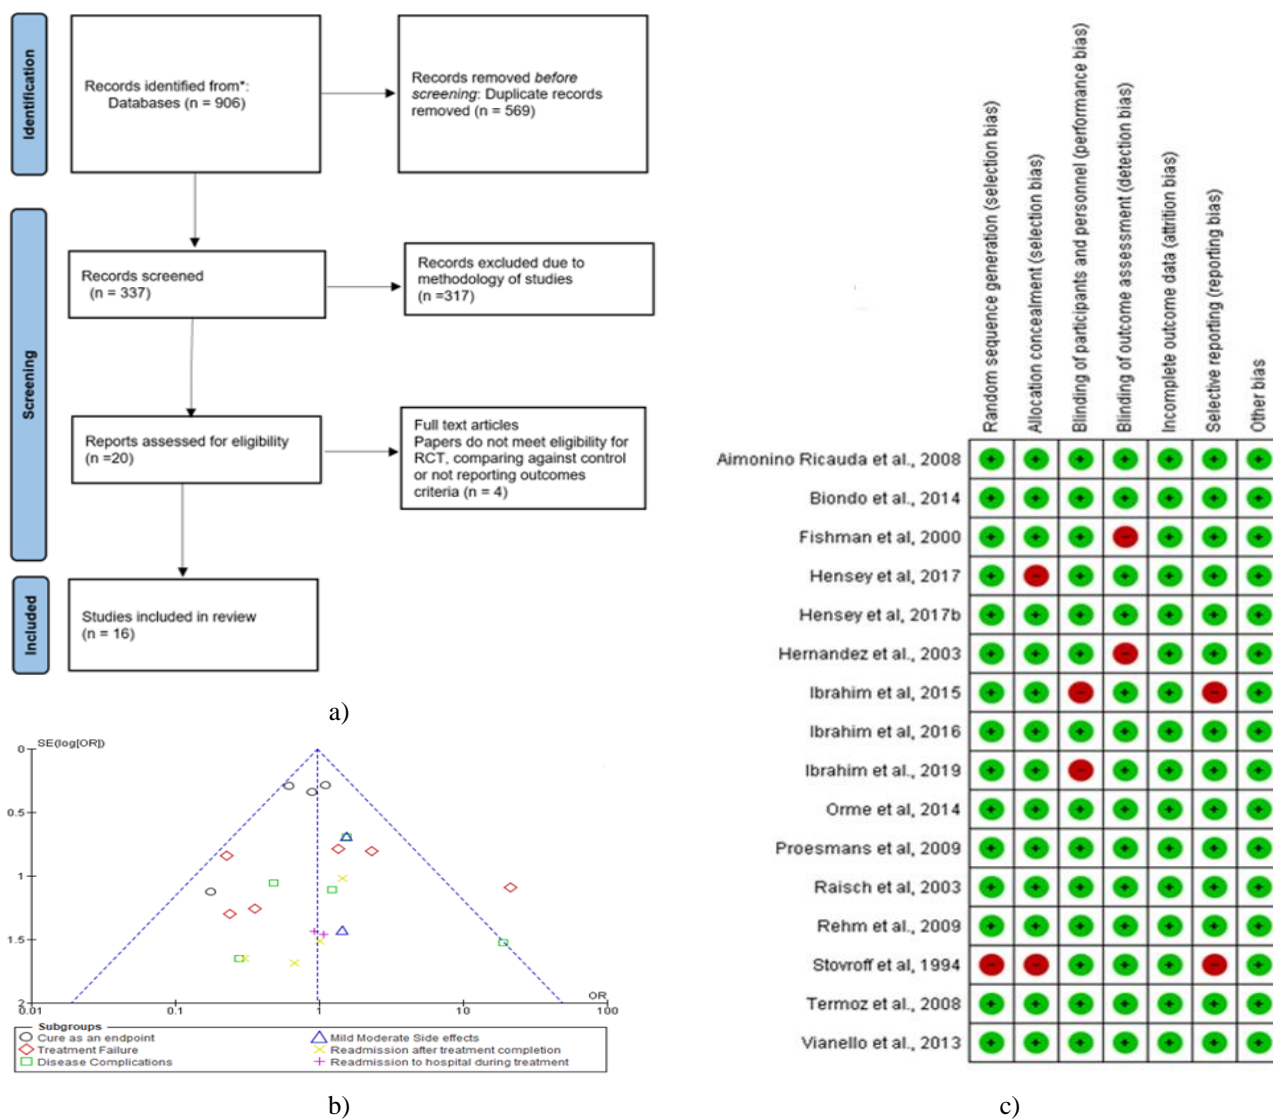 Identification
Records identified from*:
Databases (n = 906)
Records removed before
screening: Duplicate records
removed (n = 569)
Screening
Records screened
(n = 337)
Records excluded due to
methodology of studies
(n =317)
Reports assessed for eligibility
(n =20)
Full text articles
Papers do not meet eligibility for
RCT, comparing against control
or not reporting outcomes
criteria (n = 4)
Included
Studies included in review
(n = 16)
a)
SE(log[OR])
0
0.5
1
1.5
2
OR
0.01
0.1
1
10
100
Subgroups
Cure as an endpoint
Treatment Failure
Disease Complications
Mild Moderate Side effects
Readmission after treatment completion
Readmission to hospital during treatment
b)
Random sequence generation (selection bias)
Allocation concealment (selection bias)
Blinding of participants and personnel (performance bias)
Blinding of outcome assessment (detection bias)
Incomplete outcome data (attrition bias)
Selective reporting (reporting bias)
Other bias
Aimonino Ricauda et al., 2008
Biondo et al., 2014
Fishman et al, 2000
Hensey et al, 2017
Hensey et al, 2017b
Hernandez et al., 2003
Ibrahim et al, 2015
Ibrahim et al, 2016
Ibrahim et al., 2019
Orme et al, 2014
Proesmans et al, 2009
Raisch et al, 2003
Rehm et al, 2009
Stovroff et al, 1994
Termoz et al, 2008
Vianello et al., 2013
c)